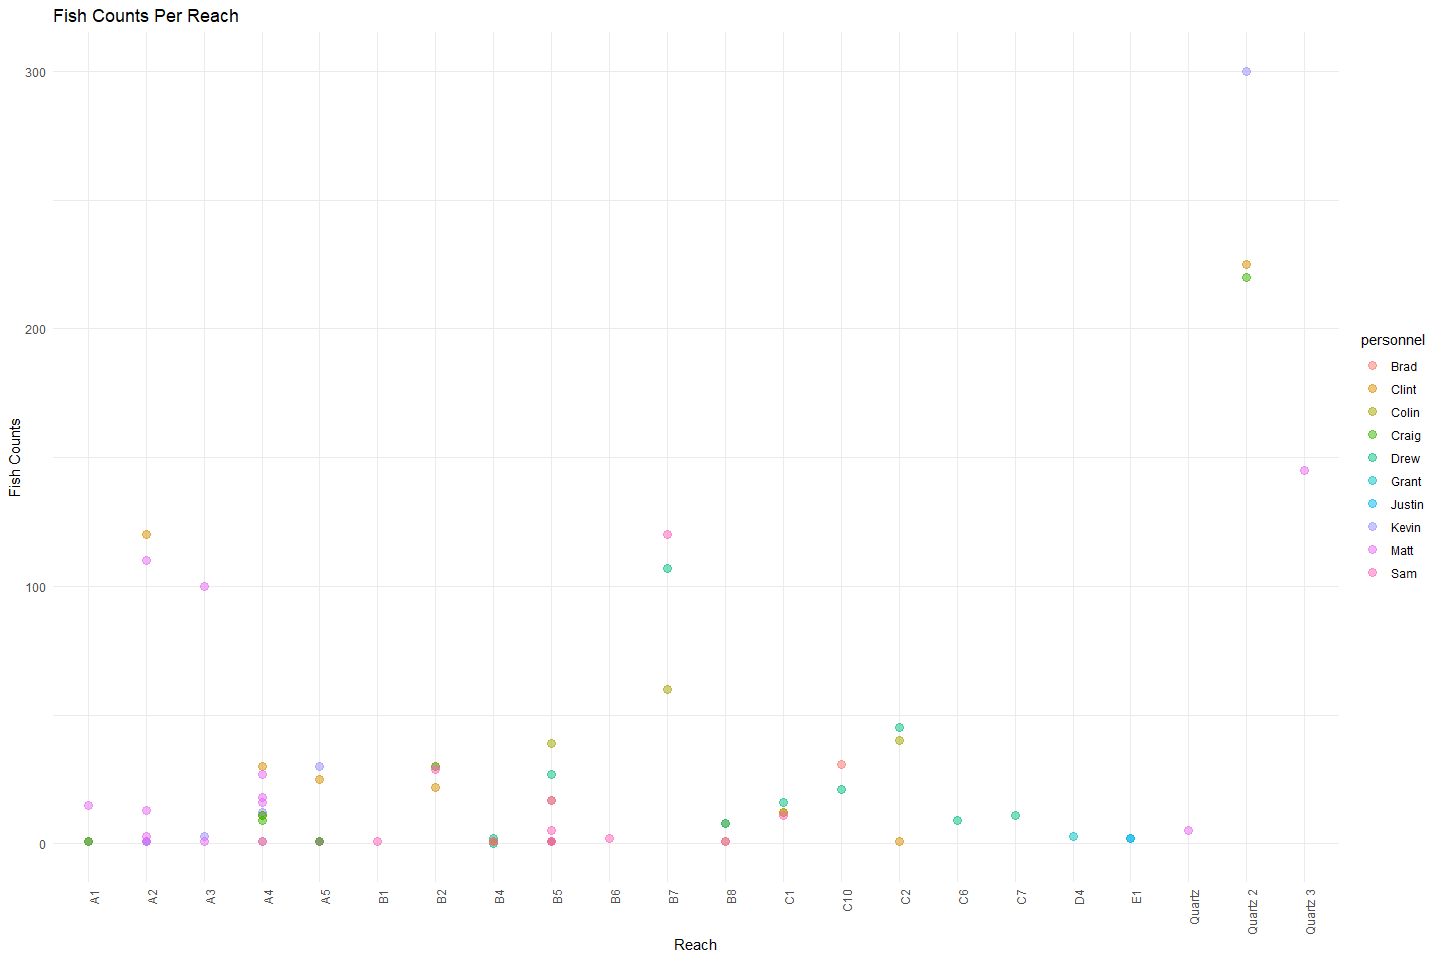 Fish Counts Per Reach
300
200
100
0
Fish Counts
A1
A2
A3
A4
A5
B1
B2
B4
B5
B6
B7
B8
C1
C10
C2
C6
C7
D4
E1
Quartz
Quartz 2
Quartz 3
Reach
personnel
Brad
Clint
Colin
Craig
Drew
Grant
Justin
Kevin
Matt
Sam